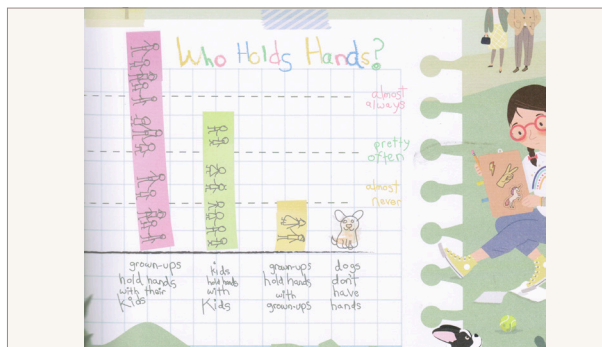 Who Holds Hands?
almost
always
pretty
often
almost
never
grown-ups
hold hands
with their
kids
kids
hold hands
with
Kids
grown-ups
hold hands
with
grown-ups
dogs
don't
have
hands